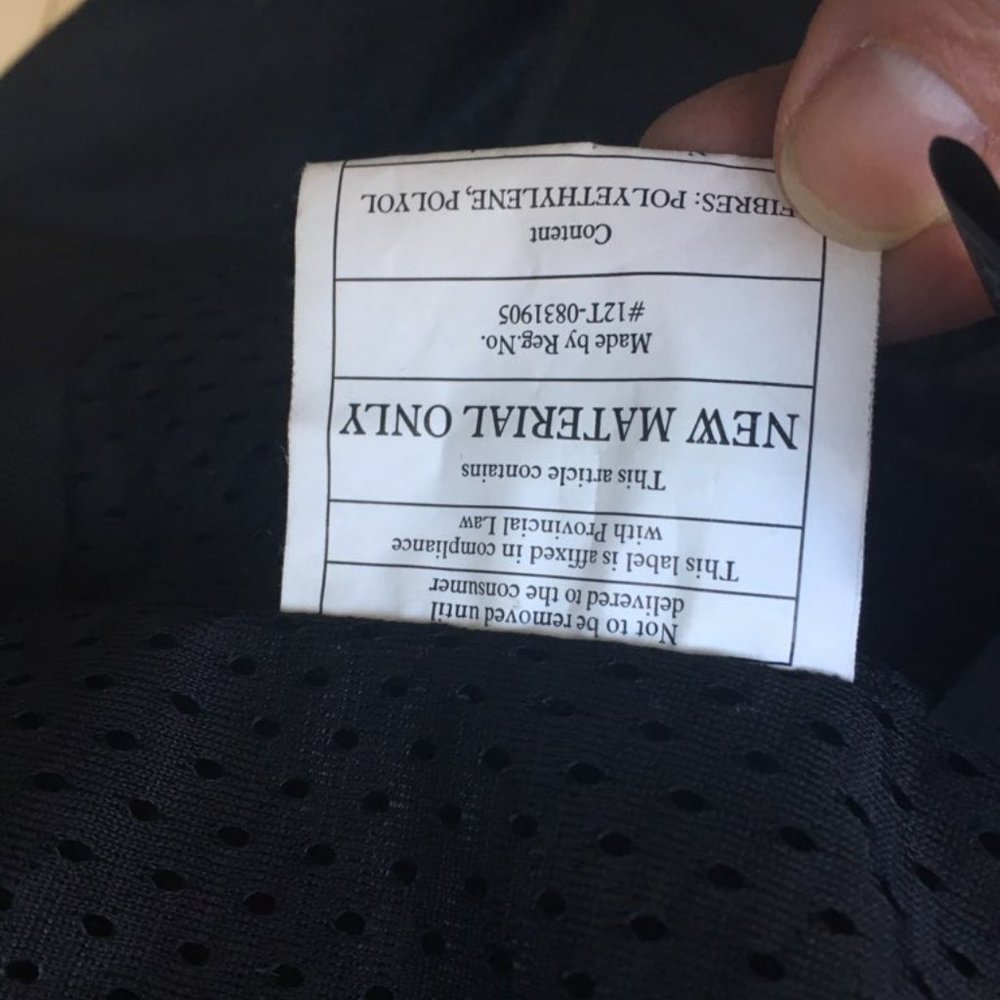 Not to be removed until
delivered to the consumer
This label is affixed in compliance
with Provincial Law
This article contains
NEW MATERIAL ONLY
Made by Reg.No.
#12T-0831905
Content
FIBRES: POLYETHYLENE, POLYOL